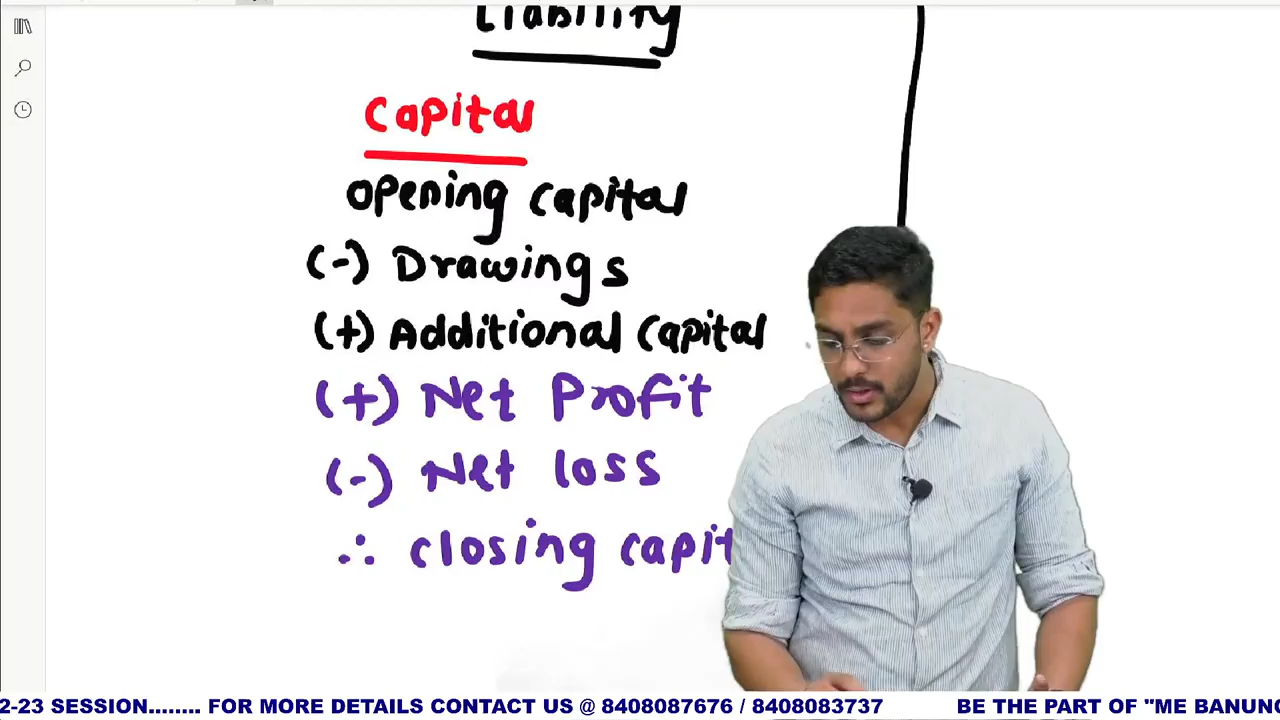 Liability
Capital
Opening capital
(-) Drawings
(+) Additional Capital
(+) Net Profit
(-) Net loss
∴ closing capit
2-23 SESSION........ FOR MORE DETAILS CONTACT US @ 8408087676 / 8408083737 BE THE PART OF "ME BANUNG